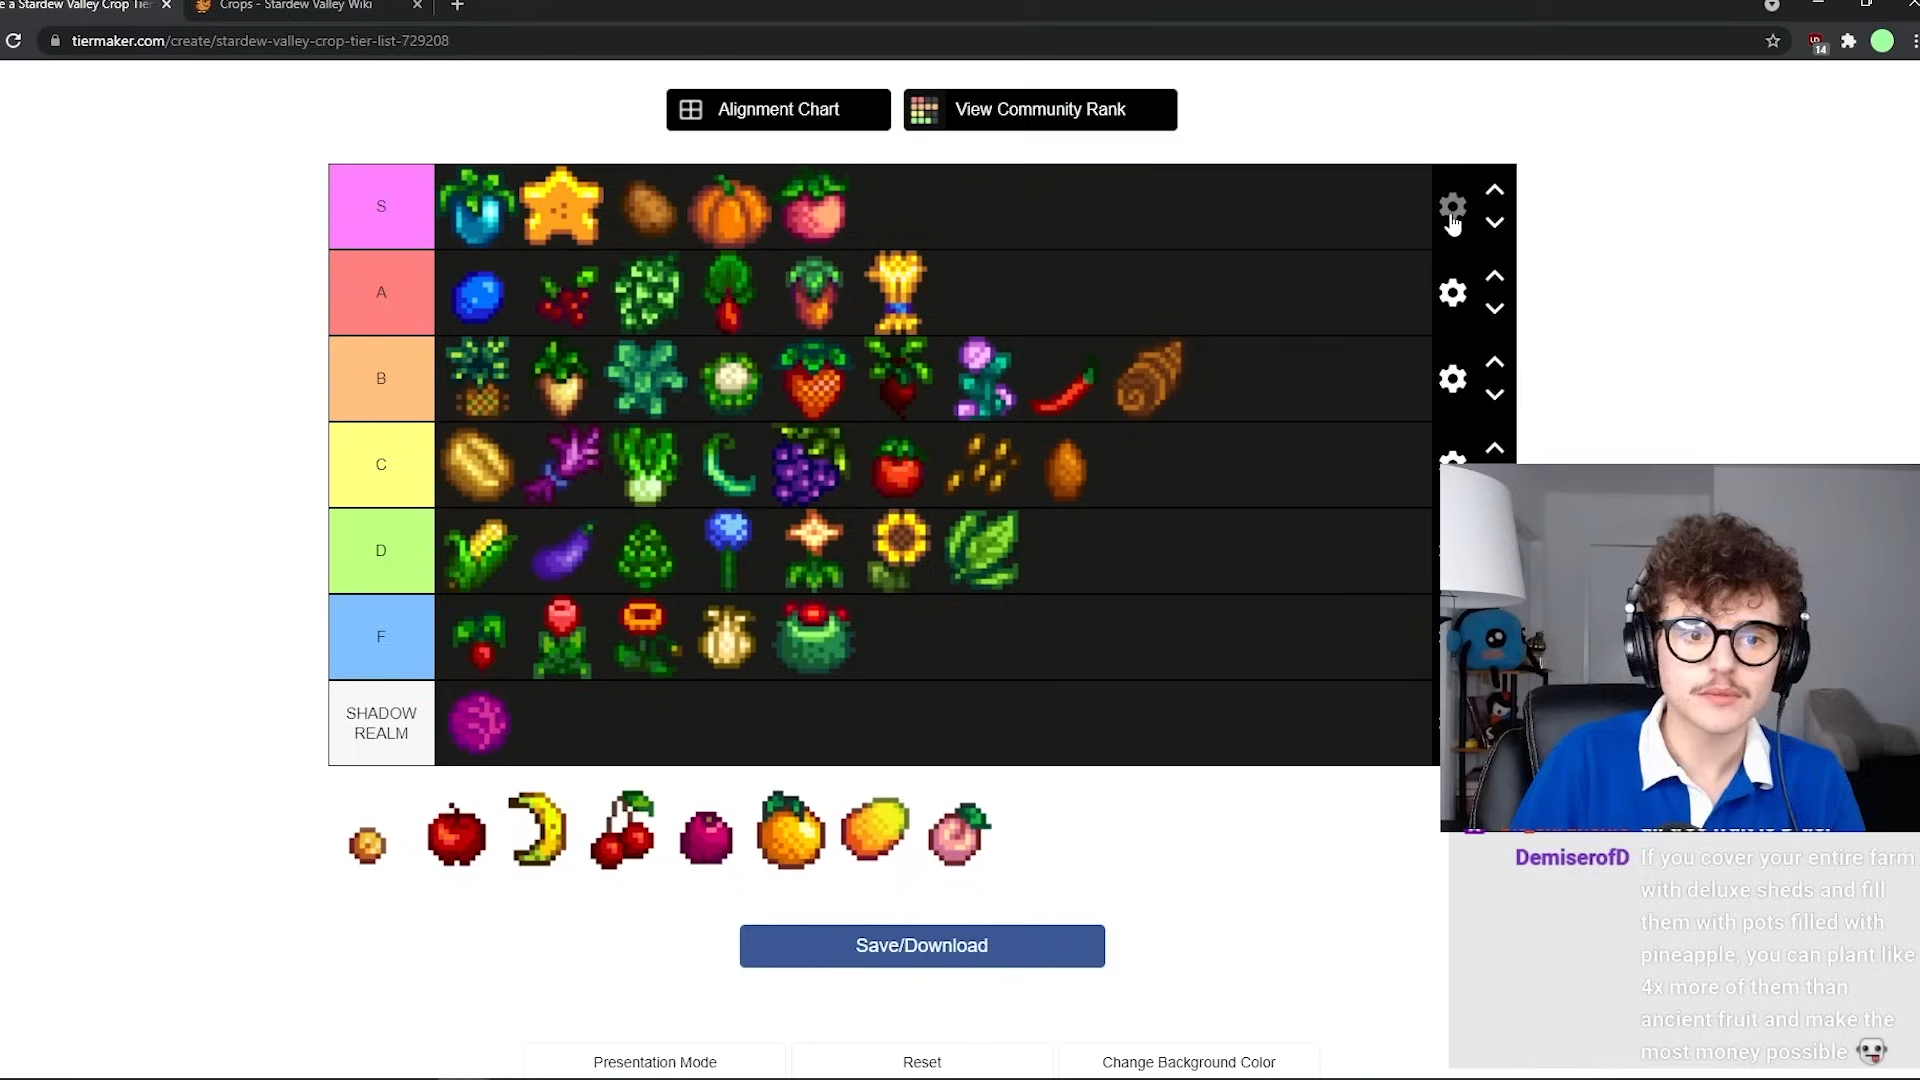 e a Stardew Valley Crop Tier
Crops - Stardew Valley Wiki
tiermaker.com/create/stardew-valley-crop-tier-list-729208
14
Alignment Chart
View Community Rank
S
A
B
C
D
F
SHADOW
REALM
DemiserofD If you cover your entire farm
with deluxe sheds and fill
them with pots filled with
pineapple, you can plant like
4x more of them than
ancient fruit and make the
most money possible
Save/Download
Presentation Mode
Reset
Change Background Color